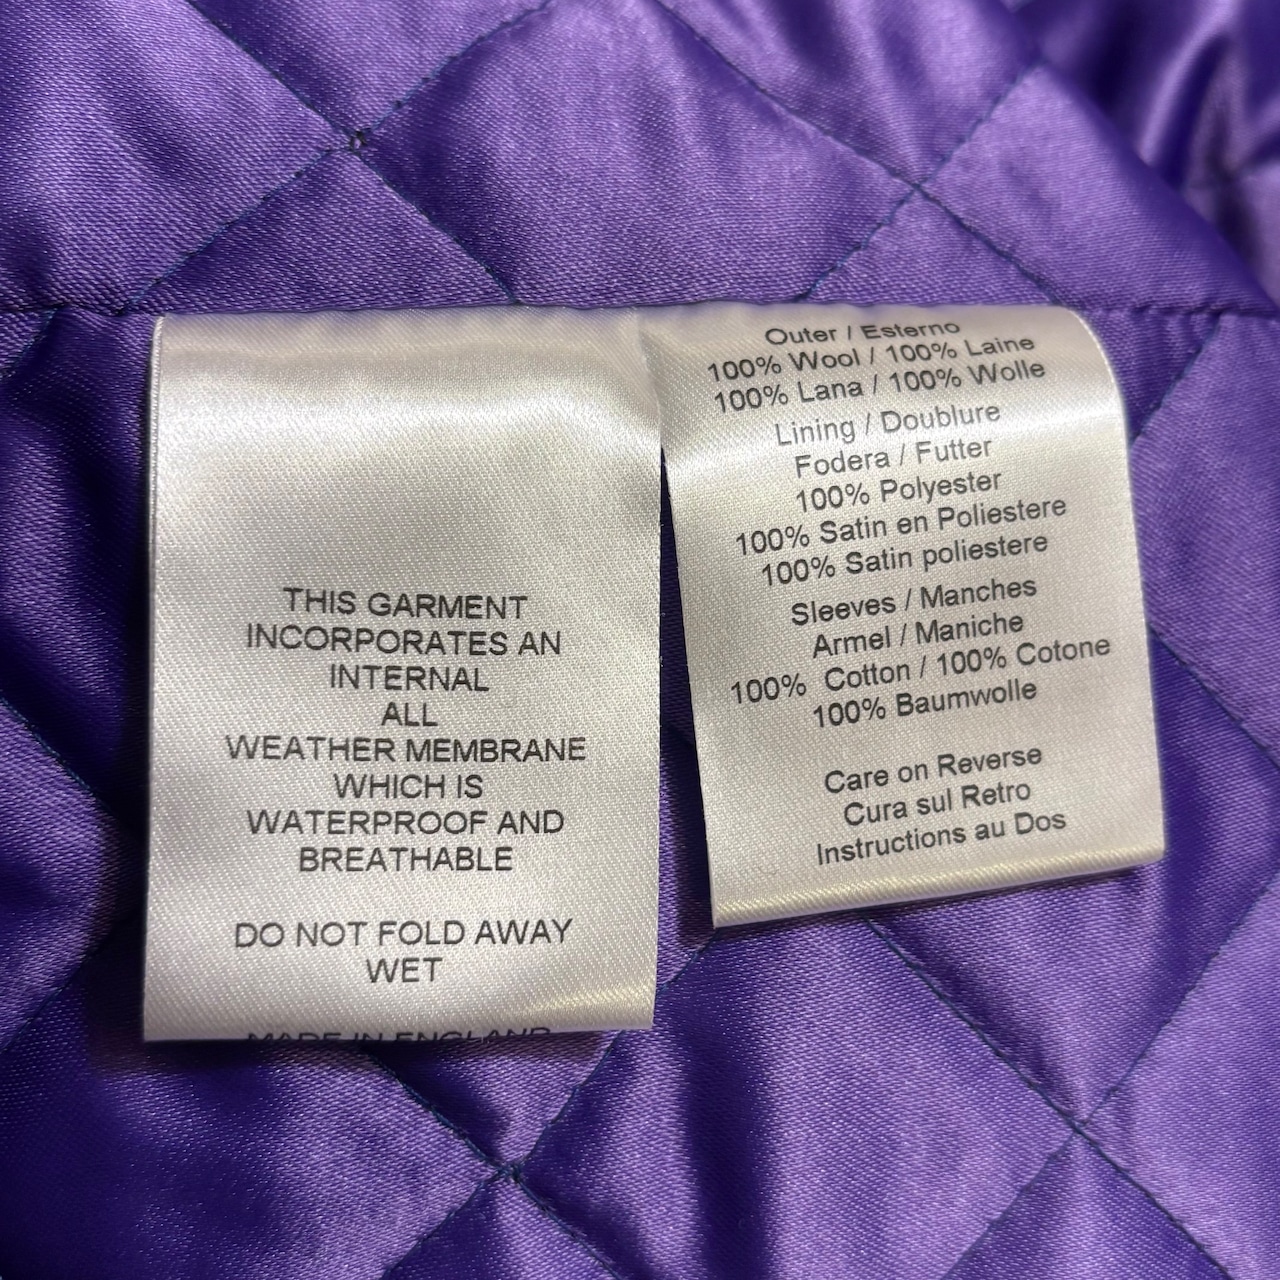 THIS GARMENT
INCORPORATES AN
INTERNAL
ALL
WEATHER MEMBRANE
WHICH IS
WATERPROOF AND
BREATHABLE
DO NOT FOLD AWAY
WET
MADE IN ENGLAND
Outer / Esterno
100% Wool / 100% Laine
100% Lana / 100% Wolle
Lining / Doublure
Fodera / Futter
100% Polyester
100% Satin en Poliestere
100% Satin poliestere
Sleeves / Manches
Armel / Maniche
100% Cotton / 100% Cotone
100% Baumwolle
Care on Reverse
Cura sul Retro
Instructions au Dos